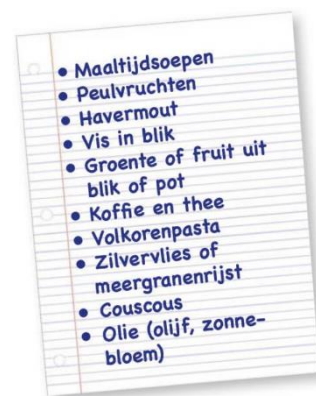 • Maaltijdsoepen
• Peulvruchten
• Havermout
• Vis in blik
• Groente of fruit uit
blik of pot
• Koffie en thee
• Volkorenpasta
• Zilvervlies of
meergranenrijst
• Couscous
• Olie (olijf, zonne-
bloem)